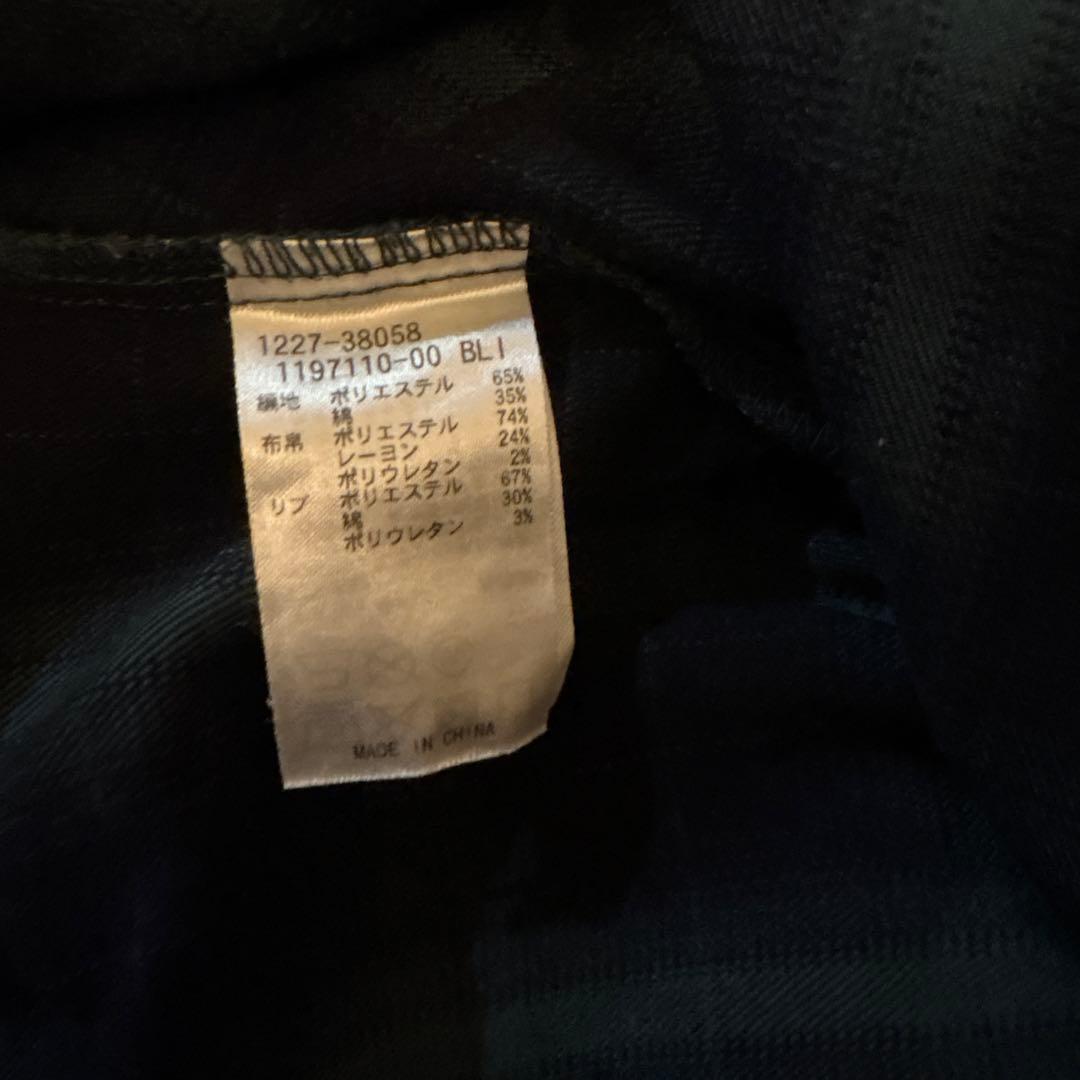 1227-38058
1197110-00 BLI
編地 ポリエステル 65%
綿 35%
布帛 ポリエステル 74%
レーヨン 24%
ポリウレタン 2%
リブ ポリエステル 67%
綿 30%
ポリウレタン 3%
MADE IN CHINA